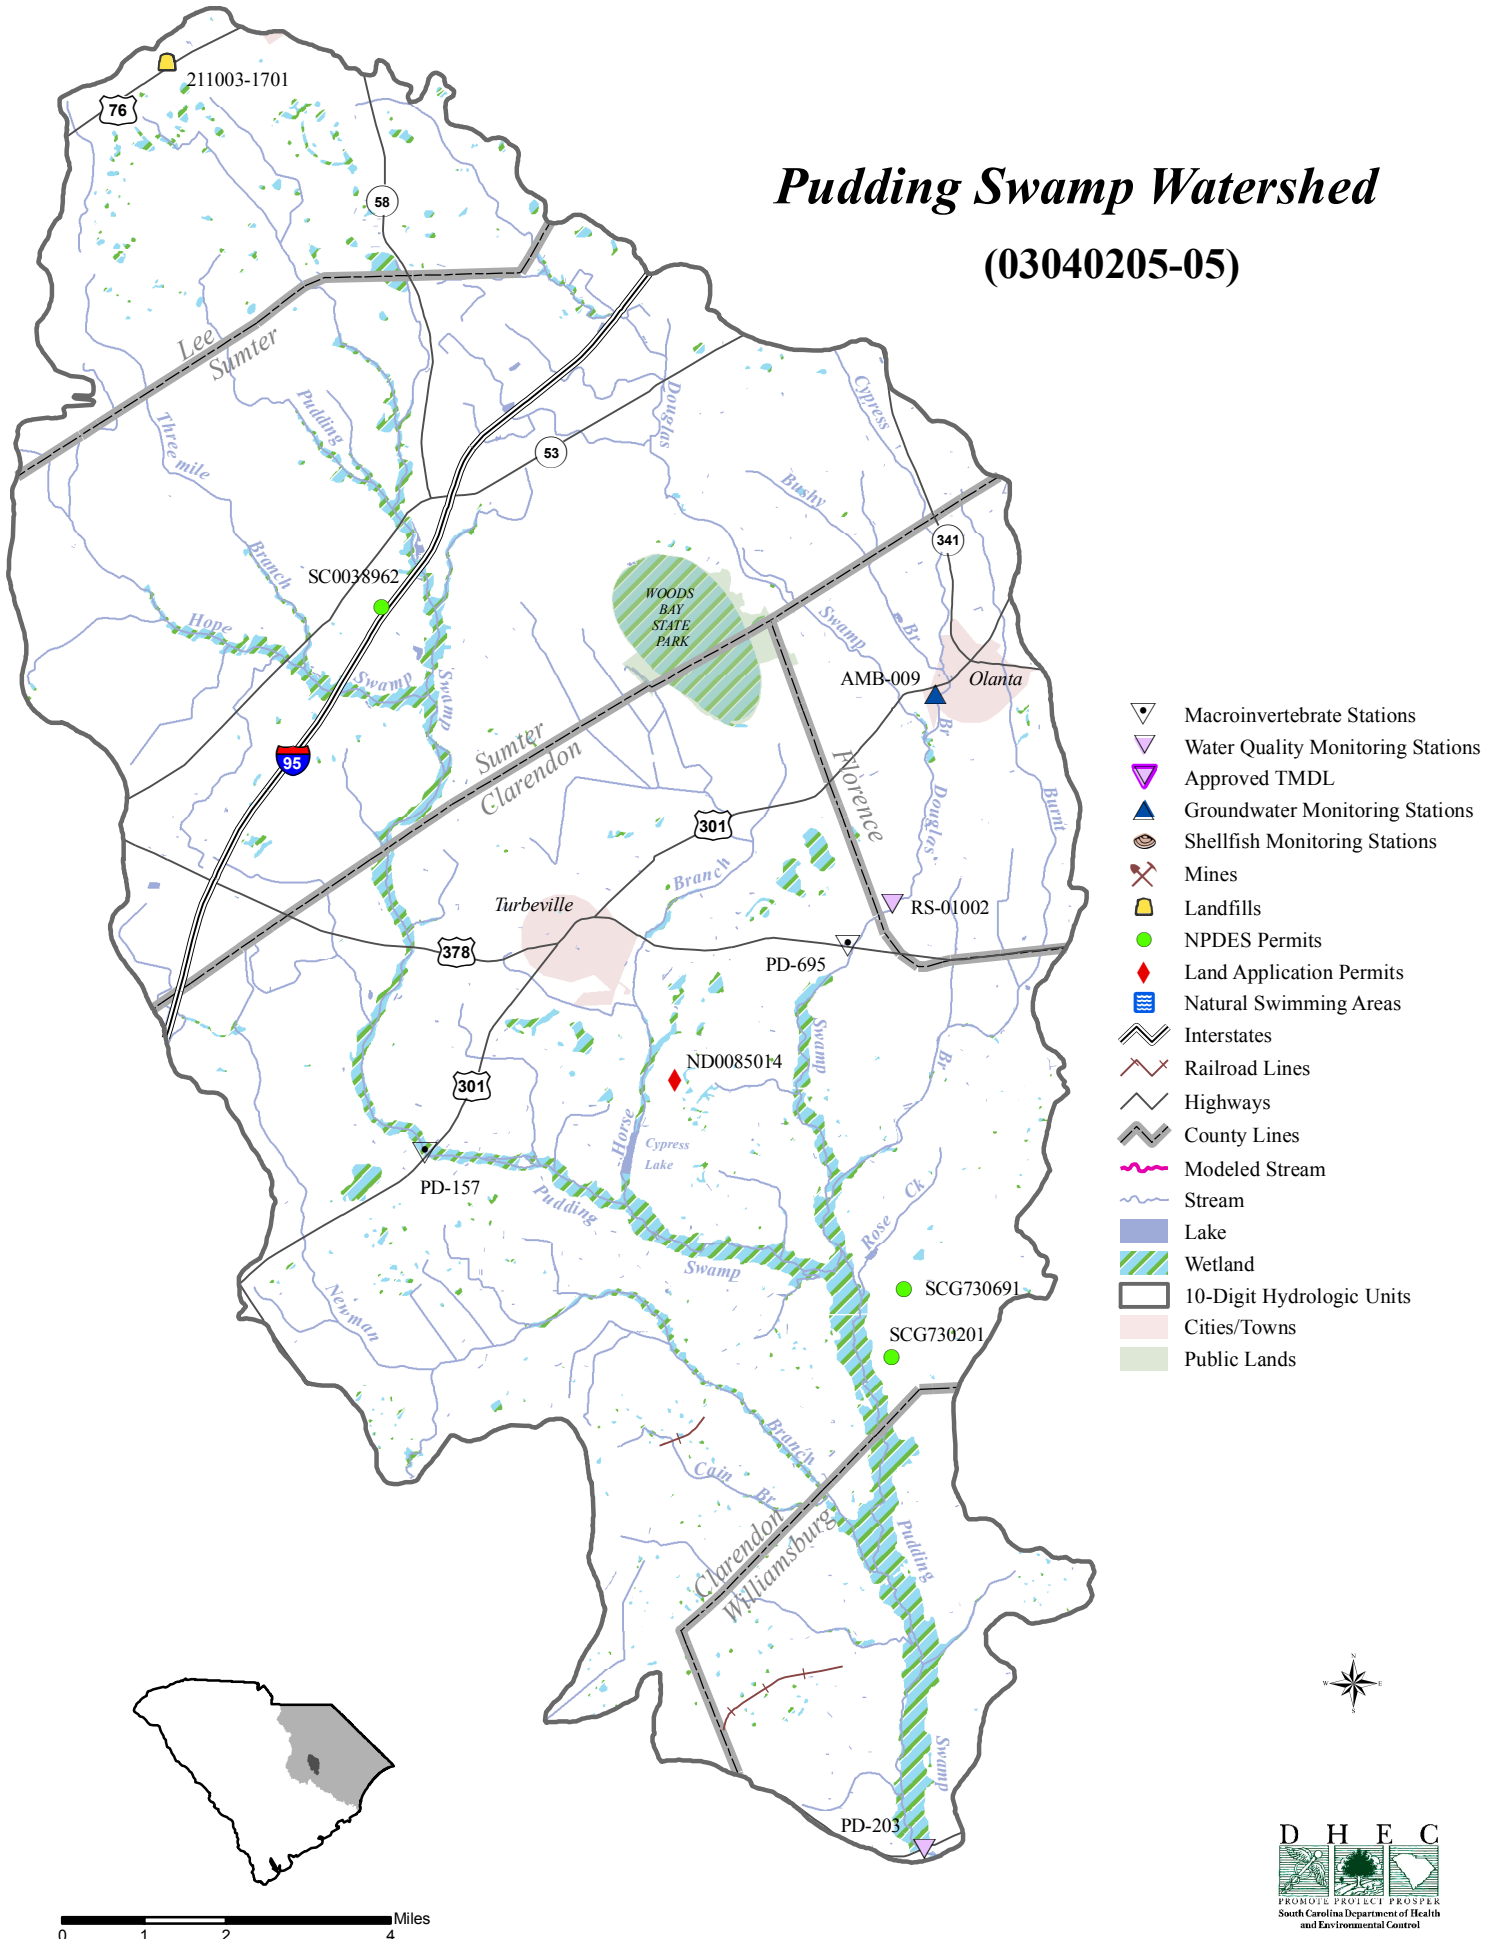 Pudding Swamp Watershed
(03040205-05)
211003-1701
76
58
Lee
Sumter
53
Three mile
Branch
Pudding
Douglas
Cypress
Bushy
Br
341
SC0038962
Hope
Swamp
Swamp
WOODS
BAY
STATE
PARK
Swamp
AMB-009
Olanta
Br
95
Sumter
Clarendon
Florence
Douglas
Burnt
301
Branch
Turbeville
RS-01002
378
PD-695
Swamp
ND0085014
Br
301
Horse
Cypress
Lake
PD-157
Pudding
Swamp
Rose Ck
SCG730691
SCG730201
Newman
Branch
Cain Br
Clarendon
Williamsburg
Pudding
Swamp
PD-203
Macroinvertebrate Stations
Water Quality Monitoring Stations
Approved TMDL
Groundwater Monitoring Stations
Shellfish Monitoring Stations
Mines
Landfills
NPDES Permits
Land Application Permits
Natural Swimming Areas
Interstates
Railroad Lines
Highways
County Lines
Modeled Stream
Stream
Lake
Wetland
10-Digit Hydrologic Units
Cities/Towns
Public Lands
N
W E
S
0 1 2 4 Miles
D H E C
PROMOTE PROTECT PROSPER
South Carolina Department of Health
and Environmental Control